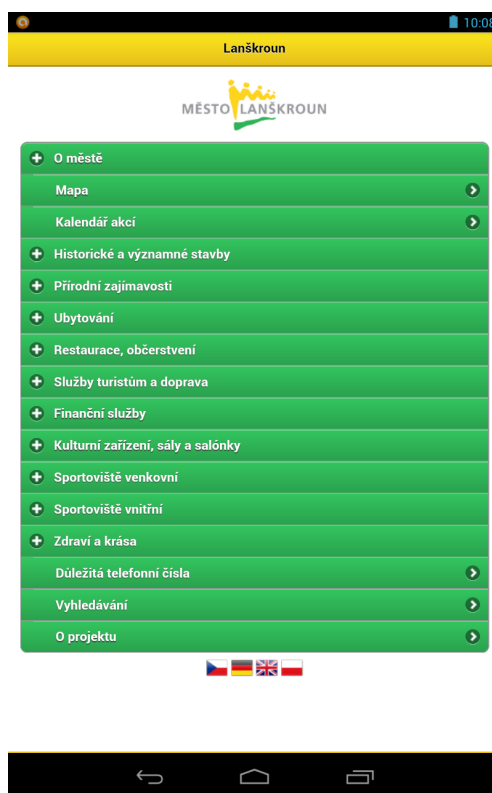 10:08
Lanškroun
MĚSTO LANŠKROUN
O městě
Mapa
Kalendář akcí
Historické a významné stavby
Přírodní zajímavosti
Ubytování
Restaurace, občerstvení
Služby turistům a doprava
Finanční služby
Kulturní zařízení, sály a salónky
Sportoviště venkovní
Sportoviště vnitřní
Zdraví a krása
Důležitá telefonní čísla
Vyhledávání
O projektu